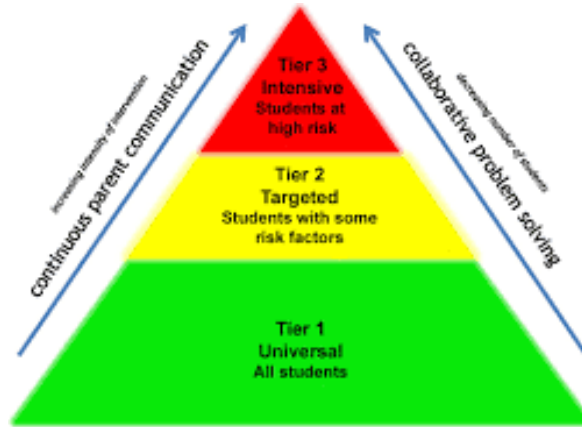 Tier 3
Intensive
Students at
high risk
Tier 2
Targeted
Students with some
risk factors
Tier 1
Universal
All students
increasing intensity of intervention
continuous parent communication
decreasing number of students
collaborative problem solving